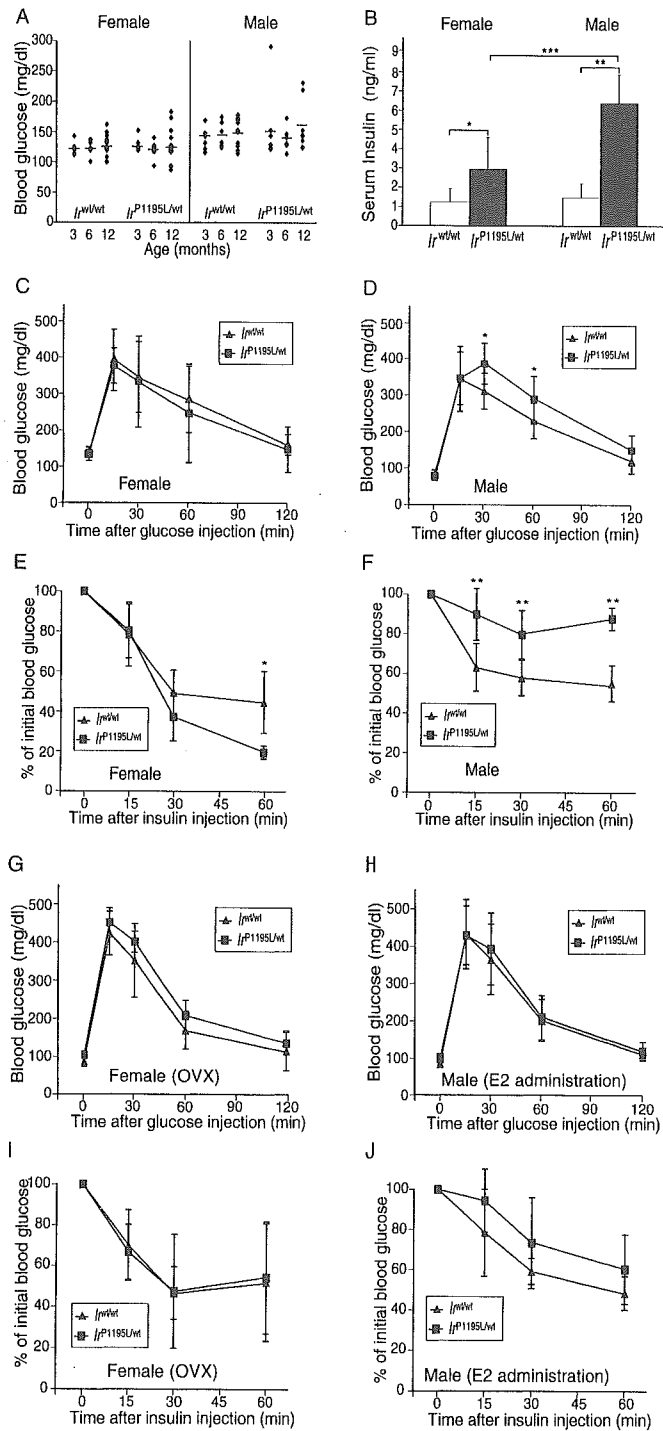 A
Female Male
Blood glucose (mg/dl)
300
250
200
150
100
50
0
Ir wt/wt Ir P1195L/wt Ir wt/wt Ir P1195L/wt
3 6 12 3 6 12 3 6 12 3 6 12
Age (months)
B
Female Male
Serum Insulin (ng/ml)
9
8
7
6
5
4
3
2
1
0
***
**
*
Ir wt/wt Ir P1195L/wt Ir wt/wt Ir P1195L/wt
C
Blood glucose (mg/dl)
500
400
300
200
100
0
Ir wt/wt
Ir P1195L/wt
Female
0 30 60 90 120
Time after glucose injection (min)
D
Blood glucose (mg/dl)
500
400
300
200
100
0
* *
Ir wt/wt
Ir P1195L/wt
Male
0 30 60 90 120
Time after glucose injection (min)
E
% of initial blood glucose
100
80
60
40
20
0
*
Ir wt/wt
Ir P1195L/wt
Female
0 15 30 45 60
Time after insulin injection (min)
F
% of initial blood glucose
100
80
60
40
20
0
** ** **
Ir wt/wt
Ir P1195L/wt
Male
0 15 30 45 60
Time after insulin injection (min)
G
Blood glucose (mg/dl)
500
400
300
200
100
0
Ir wt/wt
Ir P1195L/wt
Female (OVX)
0 30 60 90 120
Time after glucose injection (min)
H
Blood glucose (mg/dl)
500
400
300
200
100
0
Ir wt/wt
Ir P1195L/wt
Male (E2 administration)
0 30 60 90 120
Time after glucose injection (min)
I
% of initial blood glucose
100
80
60
40
20
0
Ir wt/wt
Ir P1195L/wt
Female (OVX)
0 15 30 45 60
Time after insulin injection (min)
J
% of initial blood glucose
100
80
60
40
20
0
Ir wt/wt
Ir P1195L/wt
Male (E2 administration)
0 15 30 45 60
Time after insulin injection (min)